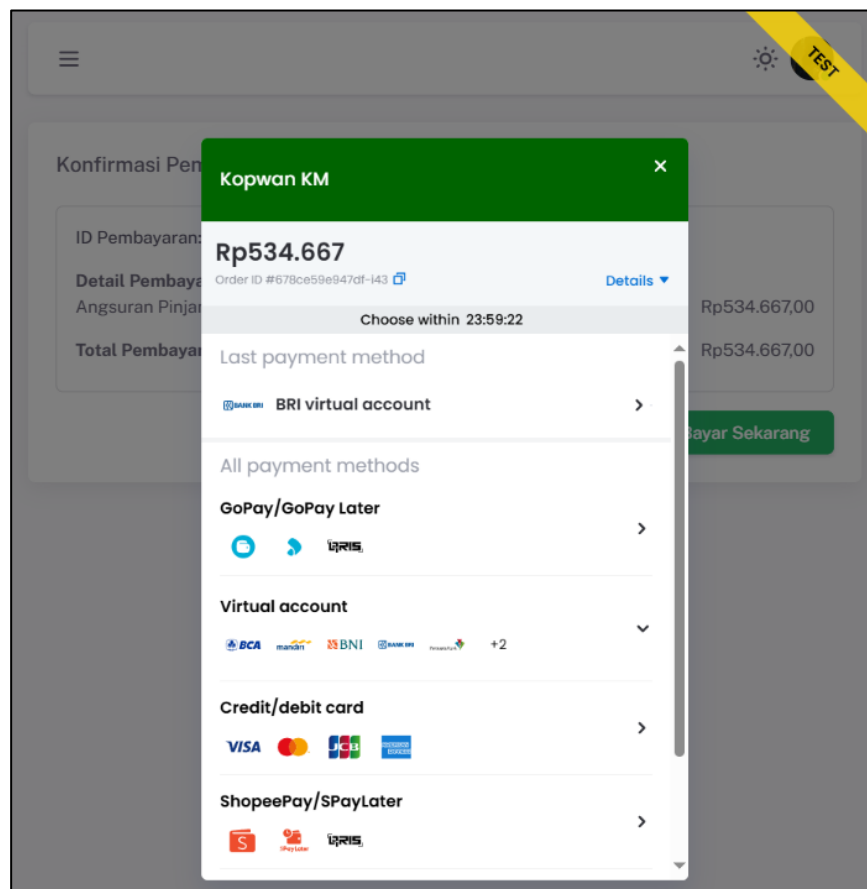 TEST
Konfirmasi Pem
Kopwan KM
ID Pembayaran:
Rp534.667
Order ID #678ce59e947df-i43
Details
Detail Pembaya
Angsuran Pinjar
Rp534.667,00
Choose within 23:59:22
Total Pembayar
Rp534.667,00
Last payment method
BANK BRI BRI virtual account
Bayar Sekarang
All payment methods
GoPay/GoPay Later
QRIS
Virtual account
BCA mandiri BNI BANK BRI +2
Credit/debit card
VISA JCB AMERICAN EXPRESS
ShopeePay/SPayLater
S SPayLater QRIS